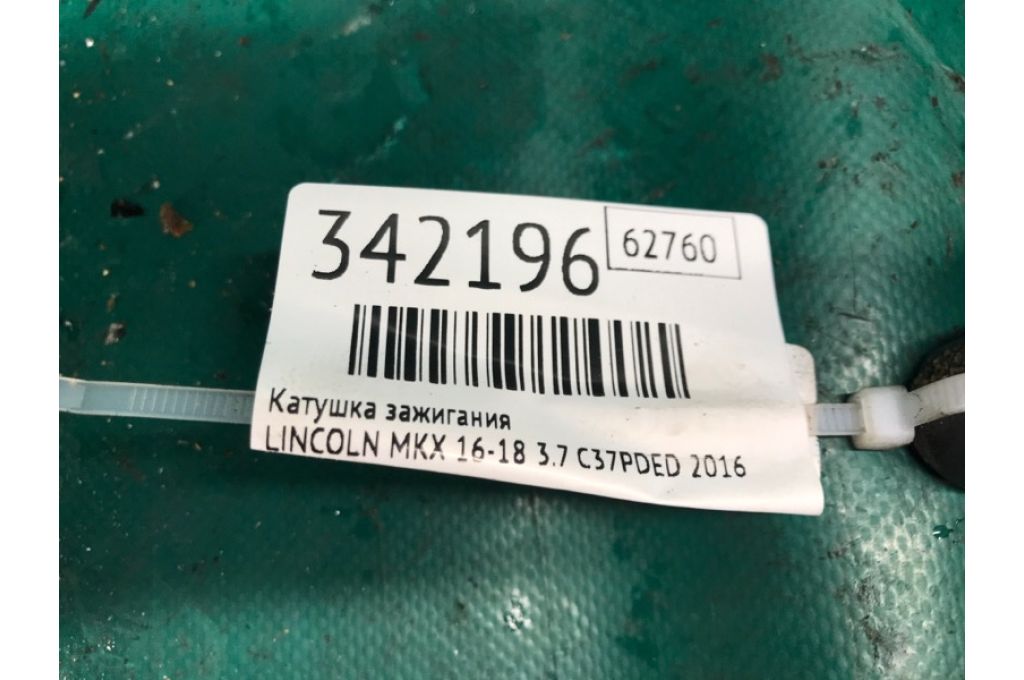 342196
62760
Катушка зажигания
LINCOLN MKX 16-18 3.7 C37PDED 2016